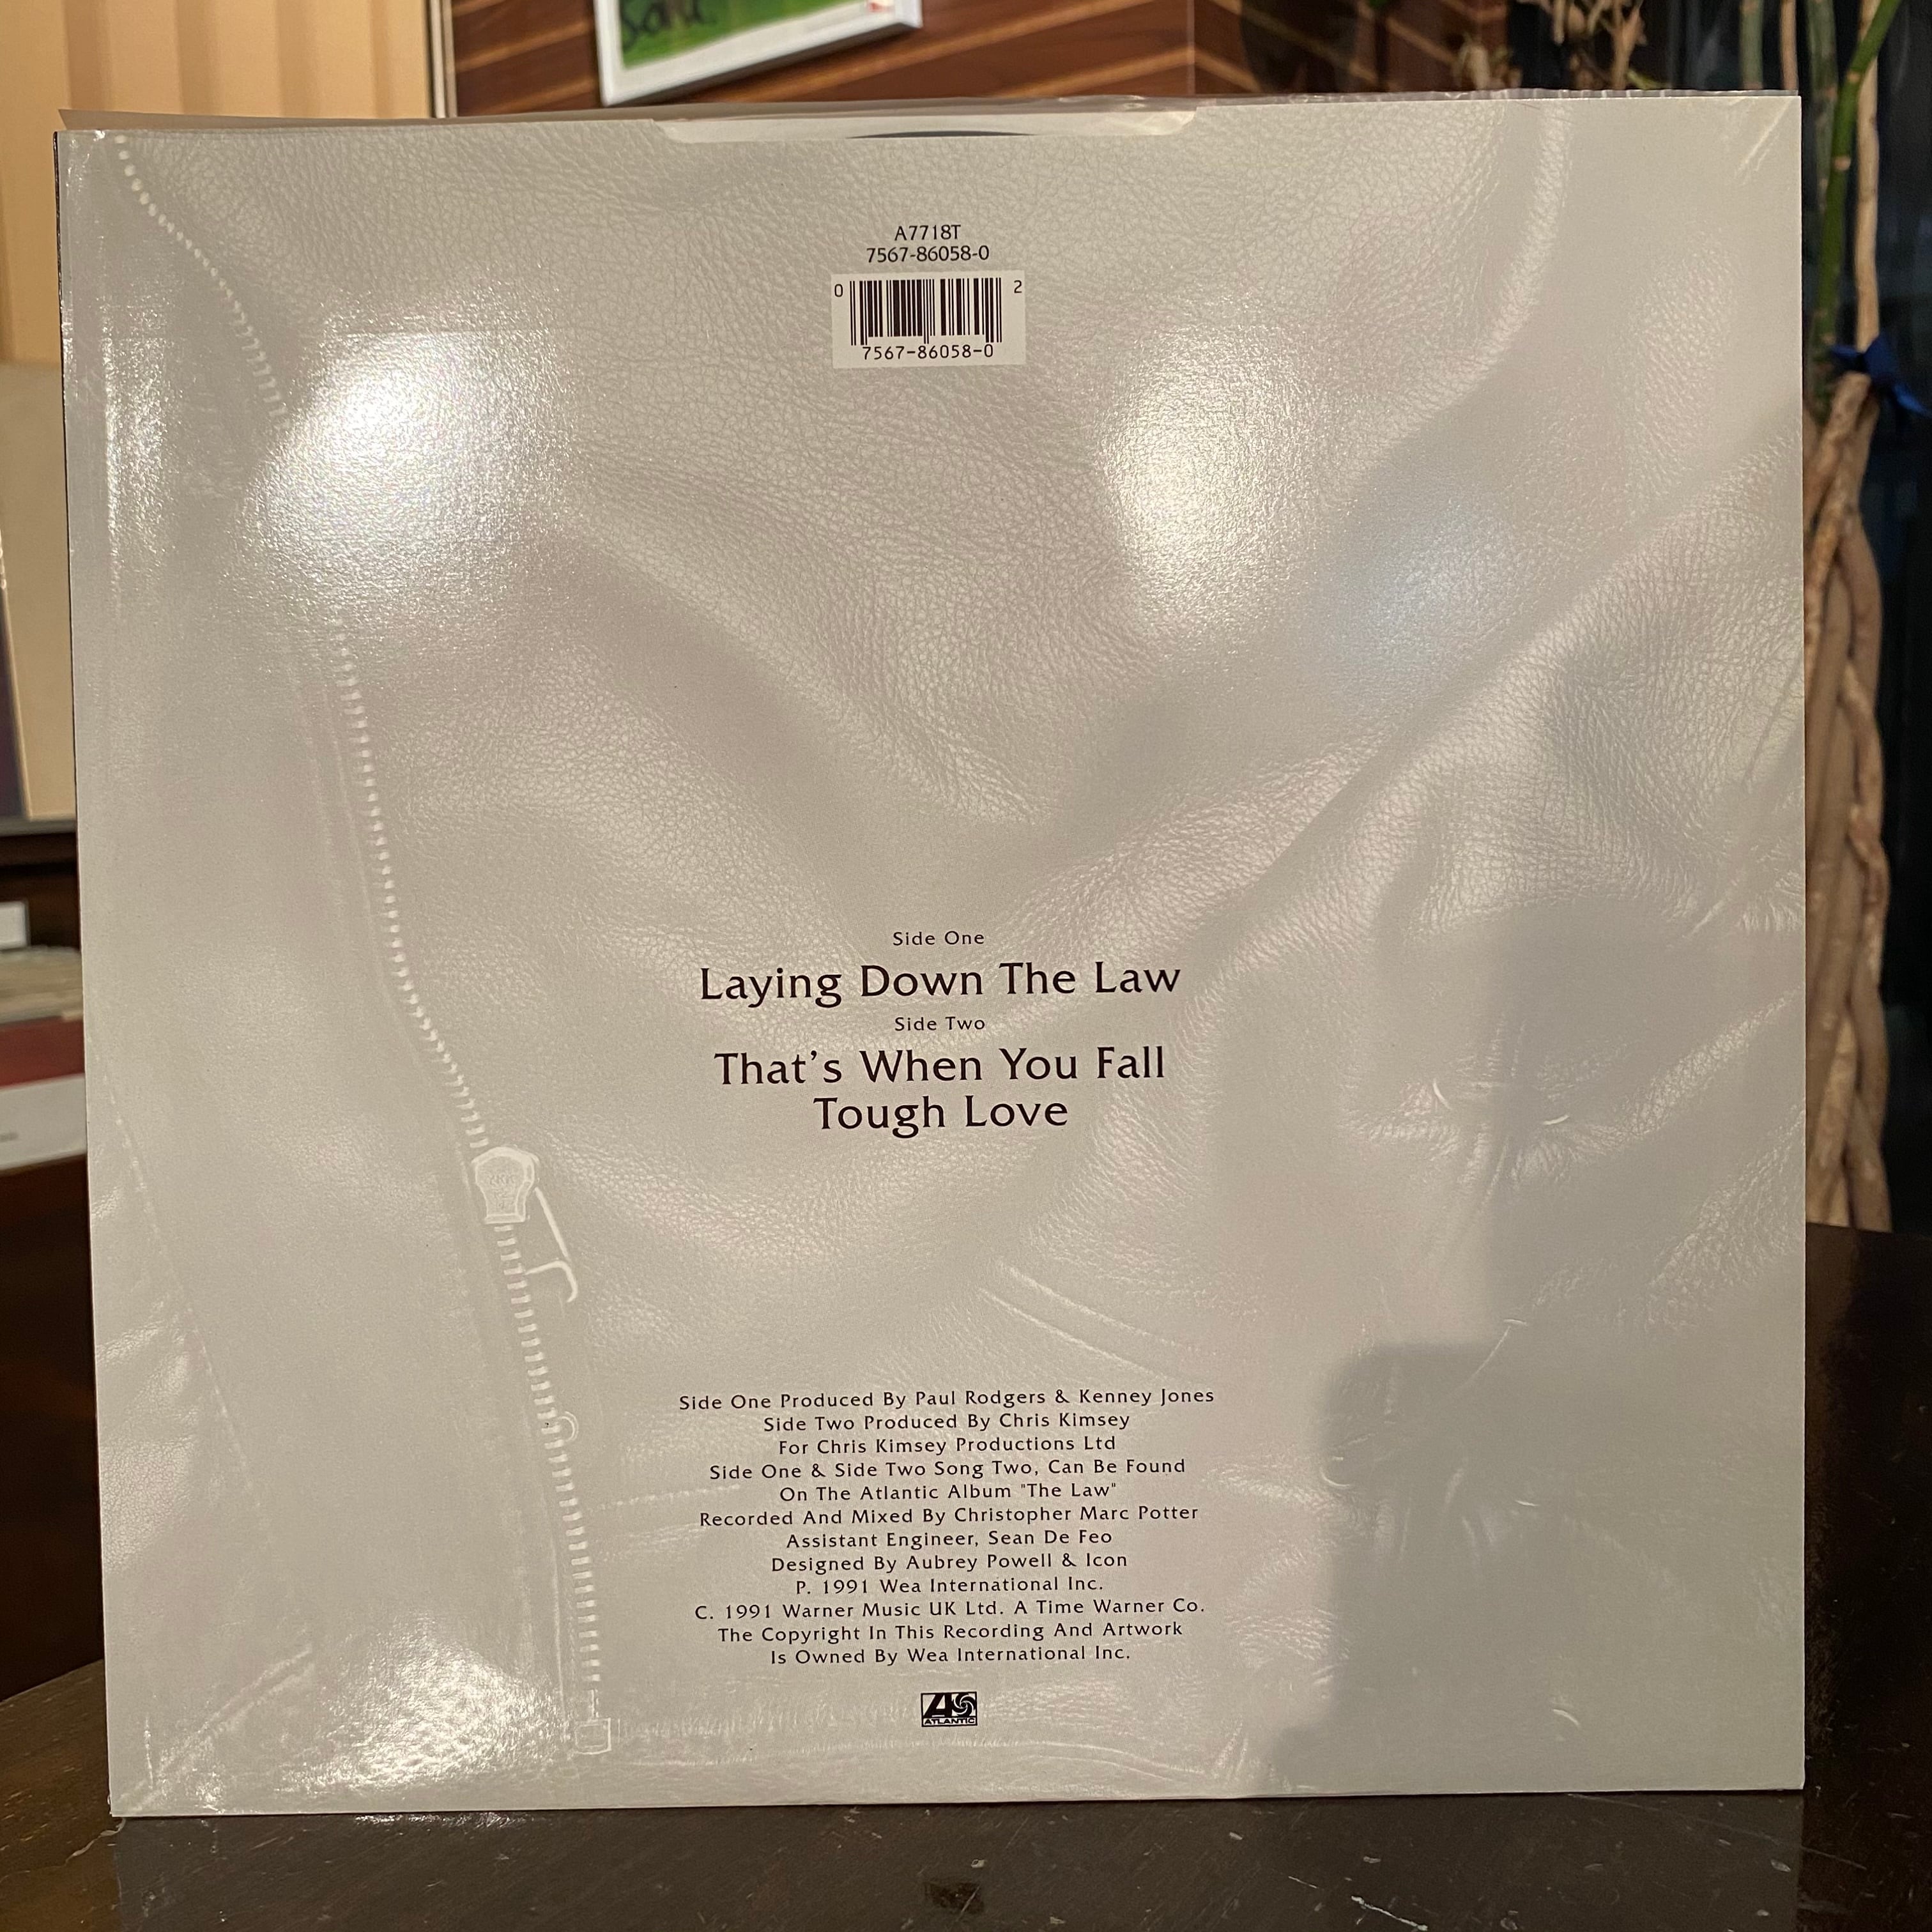 A7718T
7567-86058-0
0 2
7567-86058-0
Side One
Laying Down The Law
Side Two
That's When You Fall
Tough Love
Side One Produced By Paul Rodgers & Kenney Jones
Side Two Produced By Chris Kimsey
For Chris Kimsey Productions Ltd
Side One & Side Two Song Two, Can Be Found
On The Atlantic Album "The Law"
Recorded And Mixed By Christopher Marc Potter
Assistant Engineer, Sean De Feo
Designed By Aubrey Powell & Icon
P. 1991 Wea International Inc.
C. 1991 Warner Music UK Ltd. A Time Warner Co.
The Copyright In This Recording And Artwork
Is Owned By Wea International Inc.
ATLANTIC